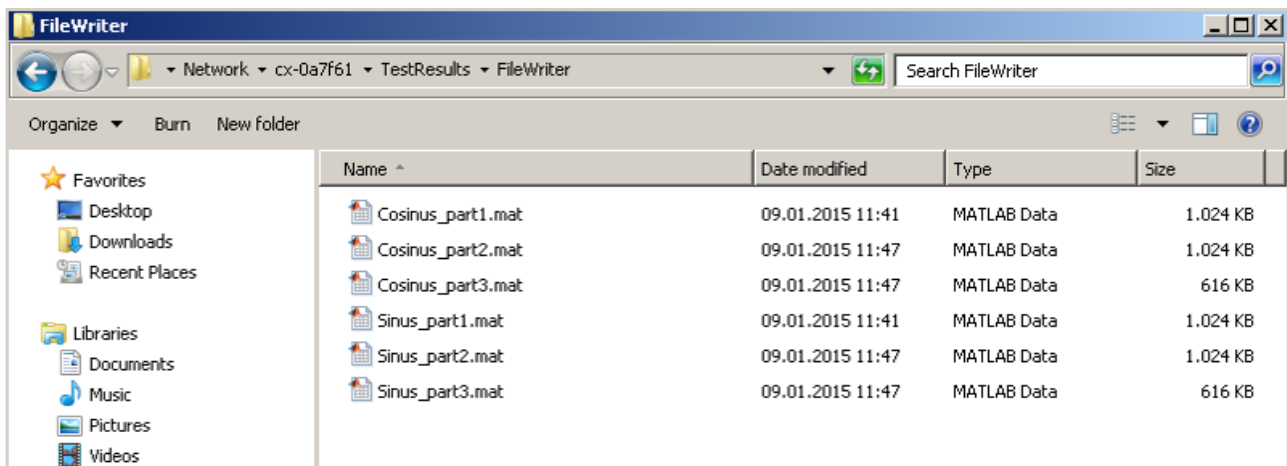 FileWriter
Network cx-0a7f61 TestResults FileWriter
Search FileWriter
Organize Burn New folder
Favorites
Desktop
Downloads
Recent Places
Libraries
Documents
Music
Pictures
Videos
Name Date modified Type Size
Cosinus_part1.mat 09.01.2015 11:41 MATLAB Data 1.024 KB
Cosinus_part2.mat 09.01.2015 11:47 MATLAB Data 1.024 KB
Cosinus_part3.mat 09.01.2015 11:47 MATLAB Data 616 KB
Sinus_part1.mat 09.01.2015 11:41 MATLAB Data 1.024 KB
Sinus_part2.mat 09.01.2015 11:47 MATLAB Data 1.024 KB
Sinus_part3.mat 09.01.2015 11:47 MATLAB Data 616 KB